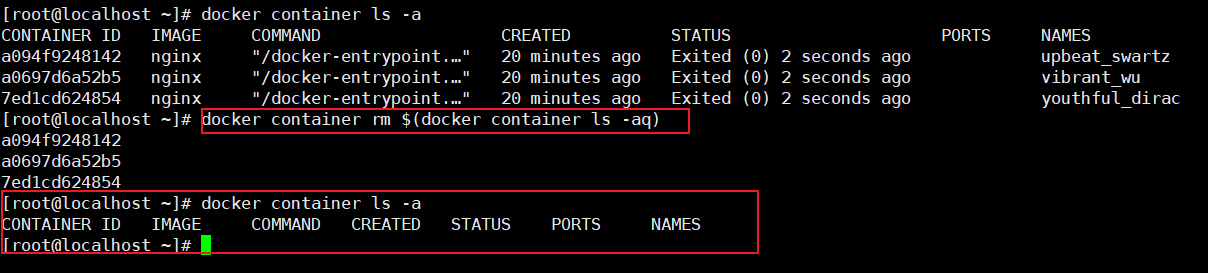 [root@localhost ~]# docker container ls -a
CONTAINER ID   IMAGE     COMMAND                  CREATED          STATUS                     PORTS     NAMES
a094f9248142   nginx     "/docker-entrypoint.…"   20 minutes ago   Exited (0) 2 seconds ago             upbeat_swartz
a0697d6a52b5   nginx     "/docker-entrypoint.…"   20 minutes ago   Exited (0) 2 seconds ago             vibrant_wu
7ed1cd624854   nginx     "/docker-entrypoint.…"   20 minutes ago   Exited (0) 2 seconds ago             youthful_dirac
[root@localhost ~]# docker container rm $(docker container ls -aq)
a094f9248142
a0697d6a52b5
7ed1cd624854
[root@localhost ~]# docker container ls -a
CONTAINER ID   IMAGE     COMMAND   CREATED   STATUS    PORTS     NAMES
[root@localhost ~]#